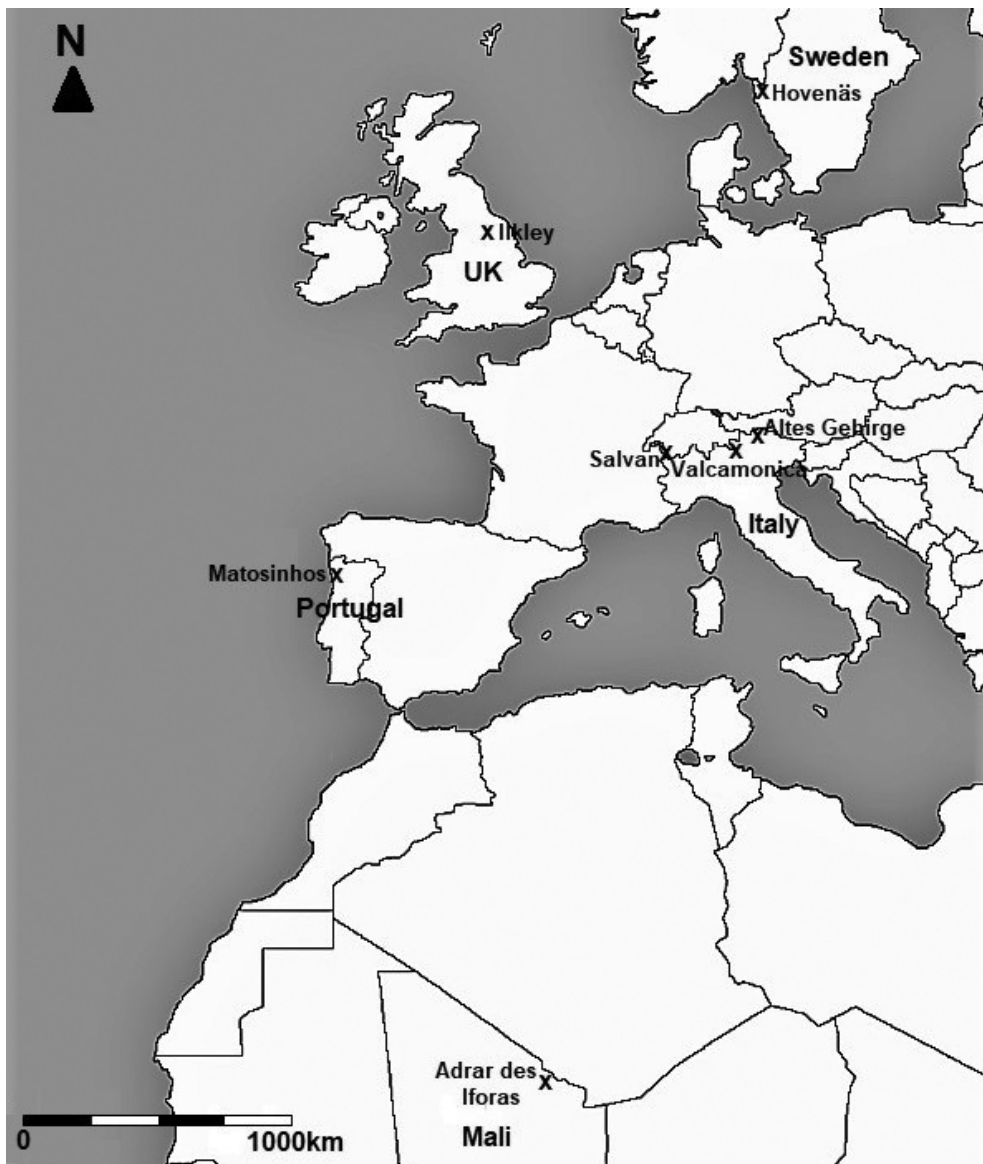 N
Sweden
Hovenäs
Ilkley
UK
Altes Gebirge
Salvan
Valcamonica
Italy
Matosinhos
Portugal
Adrar des
Iforas
Mali
0 1000km